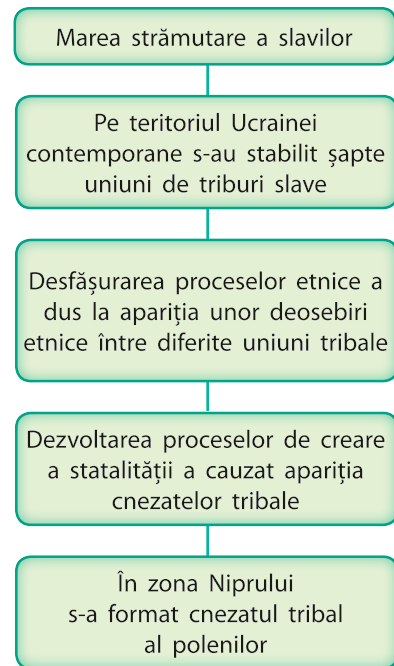 Marea strămutare a slavilor
Pe teritoriul Ucrainei
contemporane s-au stabilit șapte
uniuni de triburi slave
Desfășurarea proceselor etnice a
dus la apariția unor deosebiri
etnice între diferite uniuni tribale
Dezvoltarea proceselor de creare
a statalității a cauzat apariția
cnezatelor tribale
În zona Niprului
s-a format cnezatul tribal
al polenilor